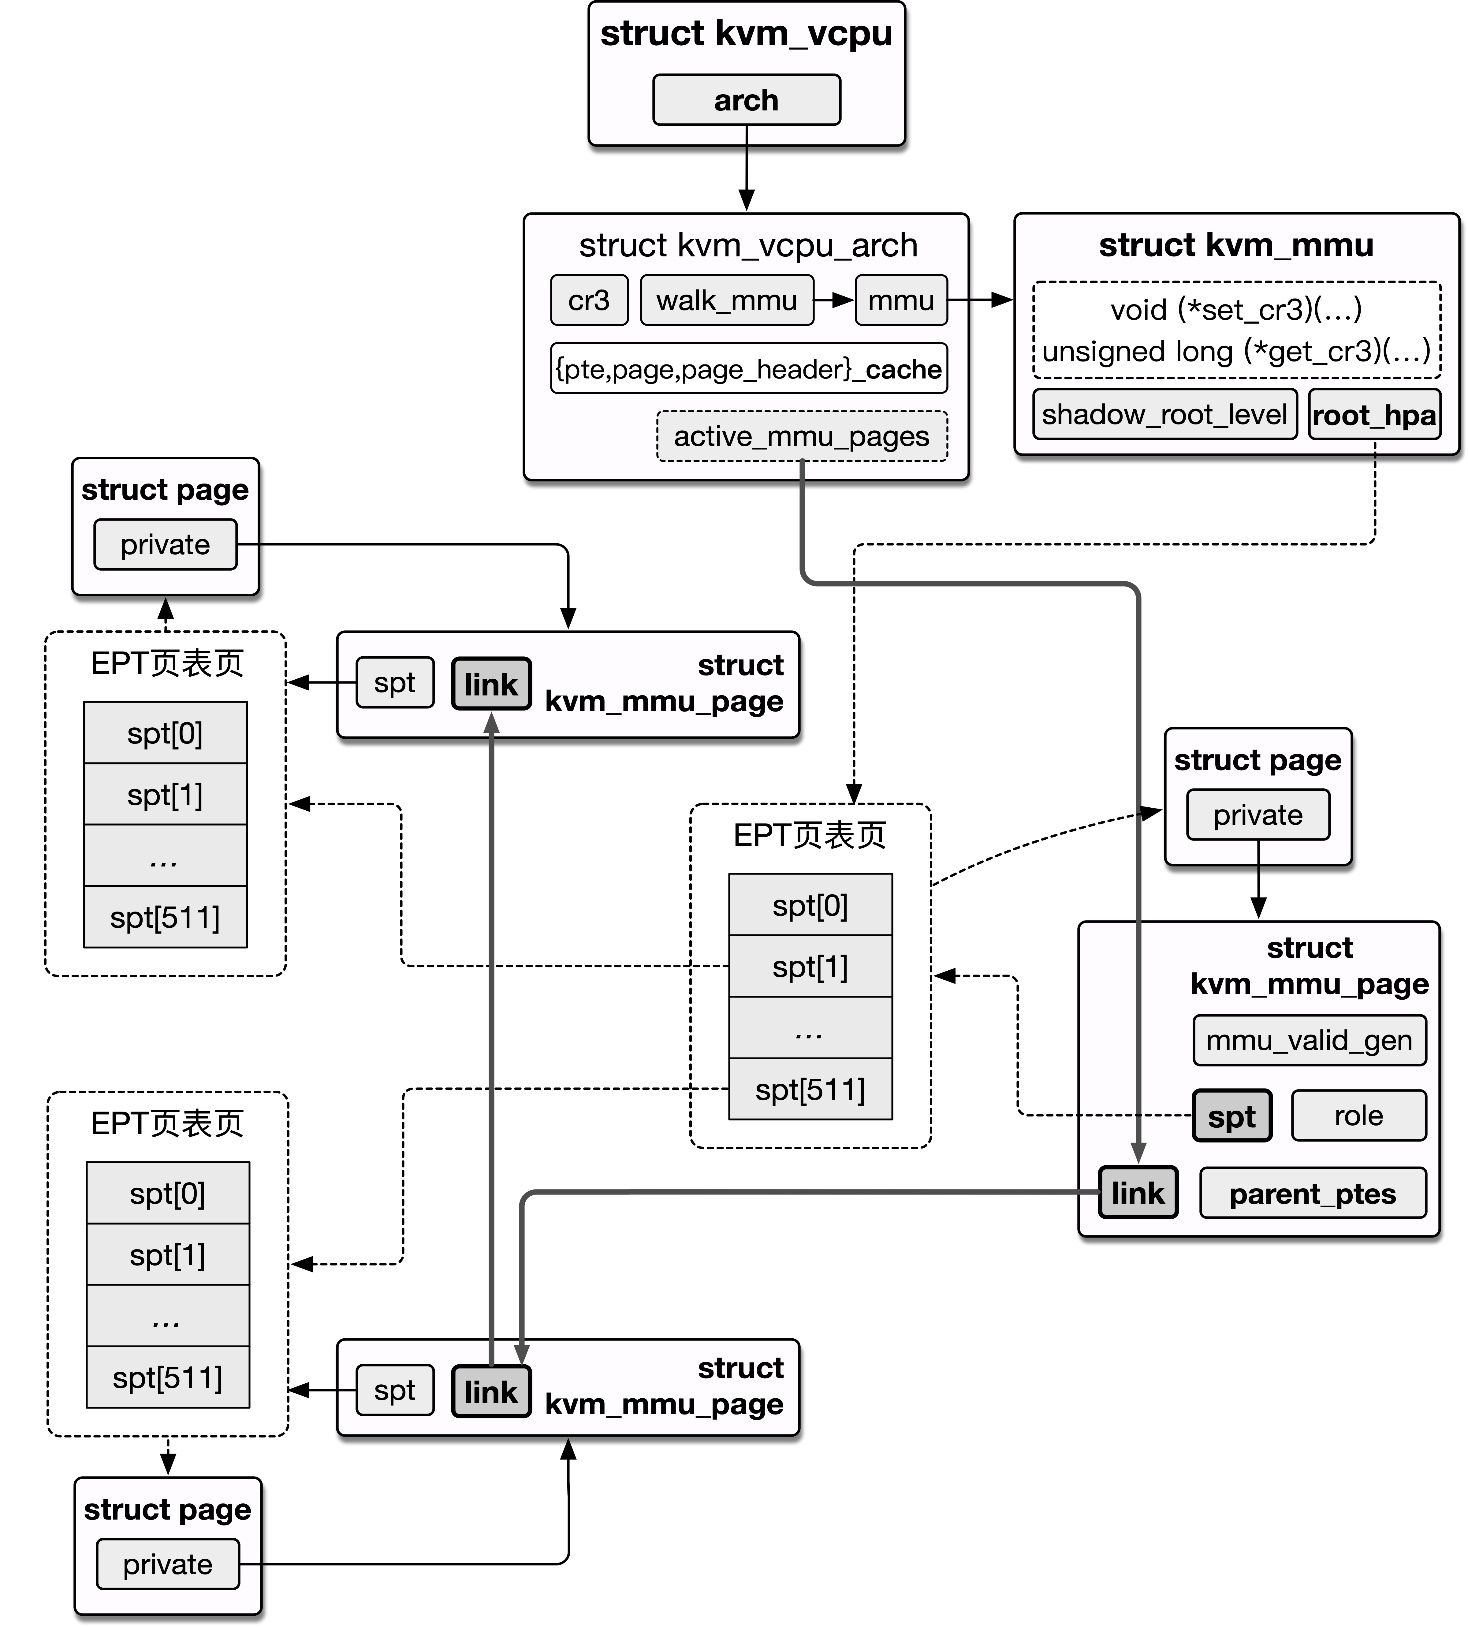 struct kvm_vcpu
arch
struct kvm_vcpu_arch
cr3
walk_mmu
mmu
{pte,page,page_header}_cache
active_mmu_pages
struct kvm_mmu
void (*set_cr3)(...)
unsigned long (*get_cr3)(...)
shadow_root_level
root_hpa
struct page
private
EPT页表页
spt[0]
spt[1]
...
spt[511]
spt
link
struct
kvm_mmu_page
EPT页表页
spt[0]
spt[1]
...
spt[511]
struct page
private
struct
kvm_mmu_page
mmu_valid_gen
spt
role
link
parent_ptes
EPT页表页
spt[0]
spt[1]
...
spt[511]
spt
link
struct
kvm_mmu_page
struct page
private